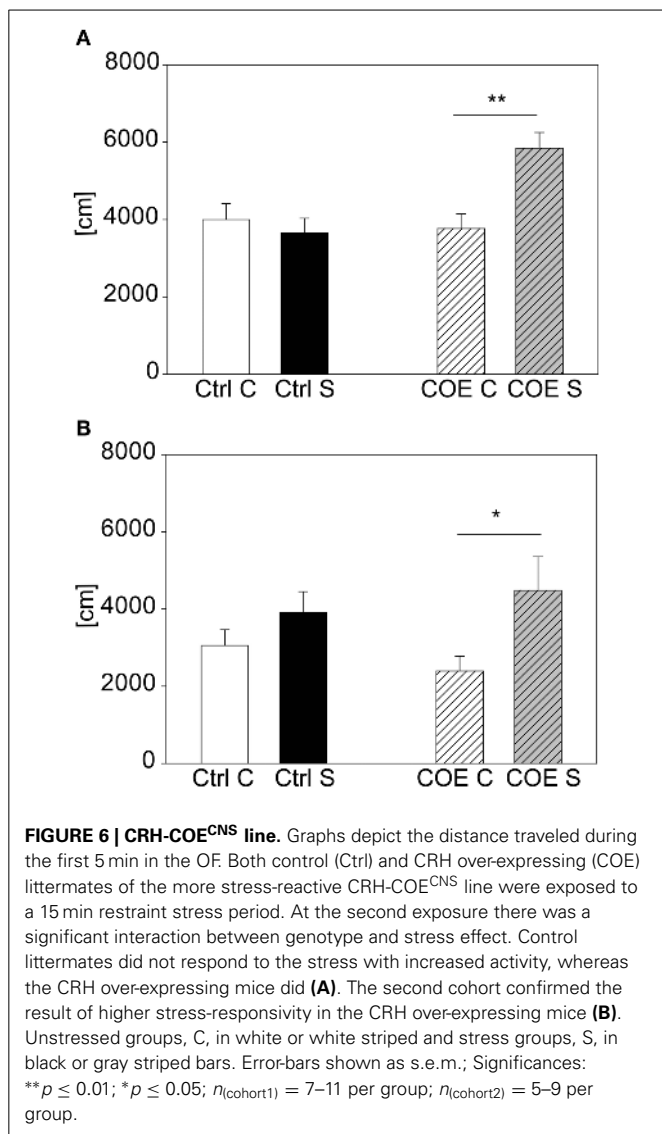 A
8000
**
6000
[cm]
4000
2000
0
Ctrl C Ctrl S COE C COE S
B
8000
6000
*
[cm]
4000
2000
0
Ctrl C Ctrl S COE C COE S
FIGURE 6 | CRH-COE^CNS line. Graphs depict the distance traveled during
the first 5 min in the OF. Both control (Ctrl) and CRH over-expressing (COE)
littermates of the more stress-reactive CRH-COE^CNS line were exposed to
a 15 min restraint stress period. At the second exposure there was a
significant interaction between genotype and stress effect. Control
littermates did not respond to the stress with increased activity, whereas
the CRH over-expressing mice did (A). The second cohort confirmed the
result of higher stress-responsivity in the CRH over-expressing mice (B).
Unstressed groups, C, in white or white striped and stress groups, S, in
black or gray striped bars. Error-bars shown as s.e.m.; Significances:
**p ≤ 0.01; *p ≤ 0.05; n(cohort1) = 7–11 per group; n(cohort2) = 5–9 per
group.